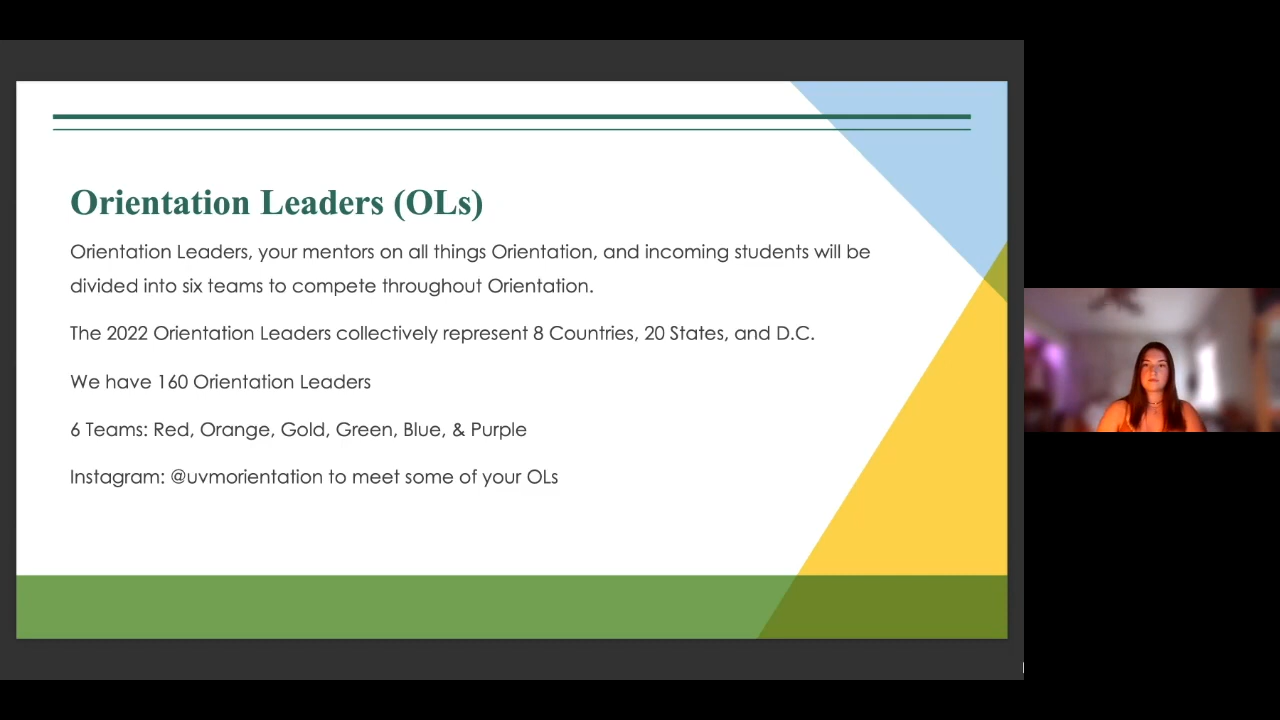 Orientation Leaders (OLs)
Orientation Leaders, your mentors on all things Orientation, and incoming students will be
divided into six teams to compete throughout Orientation.
The 2022 Orientation Leaders collectively represent 8 Countries, 20 States, and D.C.
We have 160 Orientation Leaders
6 Teams: Red, Orange, Gold, Green, Blue, & Purple
Instagram: @uvmorientation to meet some of your OLs